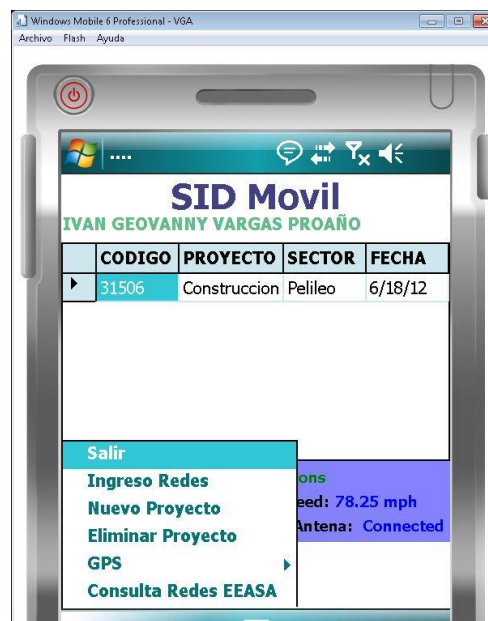 Windows Mobile 6 Professional - VGA
Archivo Flash Ayuda
....
SID Movil
IVAN GEOVANNY VARGAS PROAÑO
CODIGO PROYECTO SECTOR FECHA
31506 Construccion Pelileo 6/18/12
Salir
Ingreso Redes
ons
Nuevo Proyecto
eed: 78.25 mph
Eliminar Proyecto
Antena: Connected
GPS
Consulta Redes EEASA